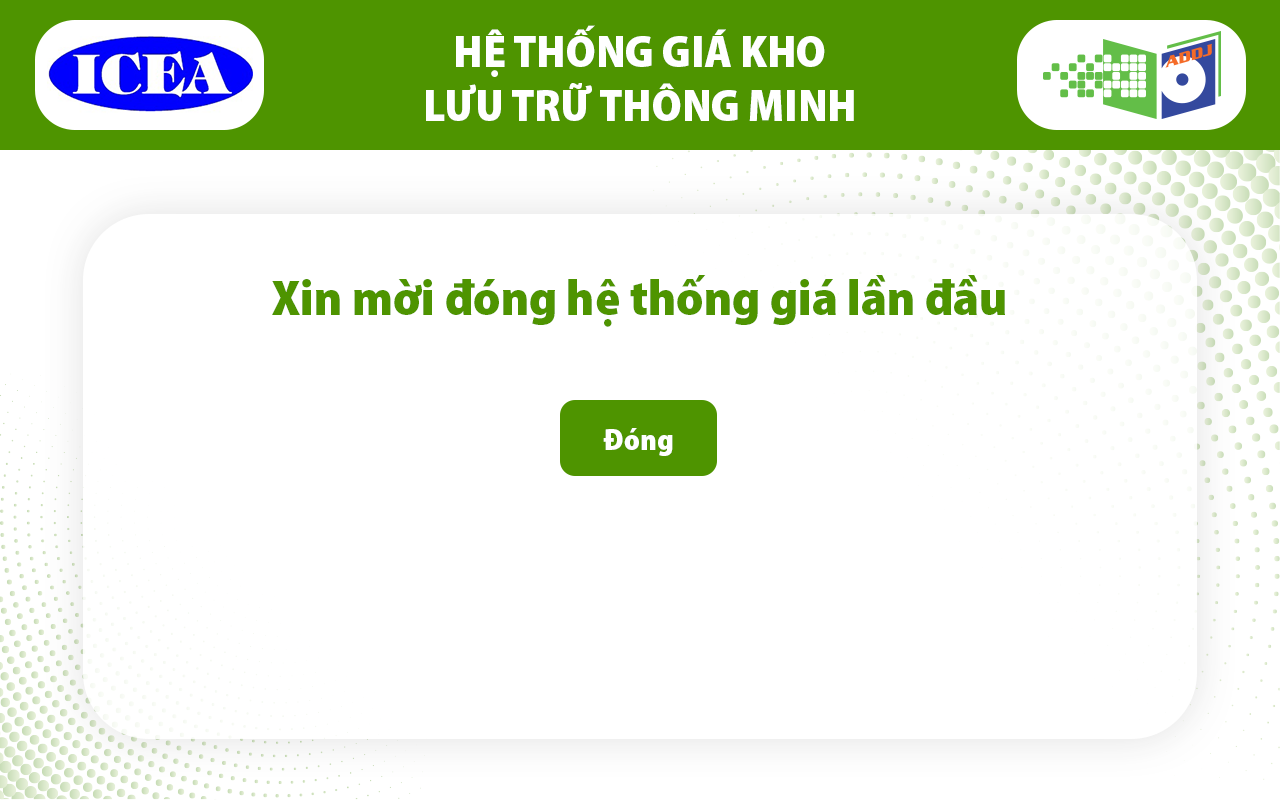 ICEA
HỆ THỐNG GIÁ KHO
LƯU TRỮ THÔNG MINH
ADDJ
Xin mời đóng hệ thống giá lần đầu
Đóng